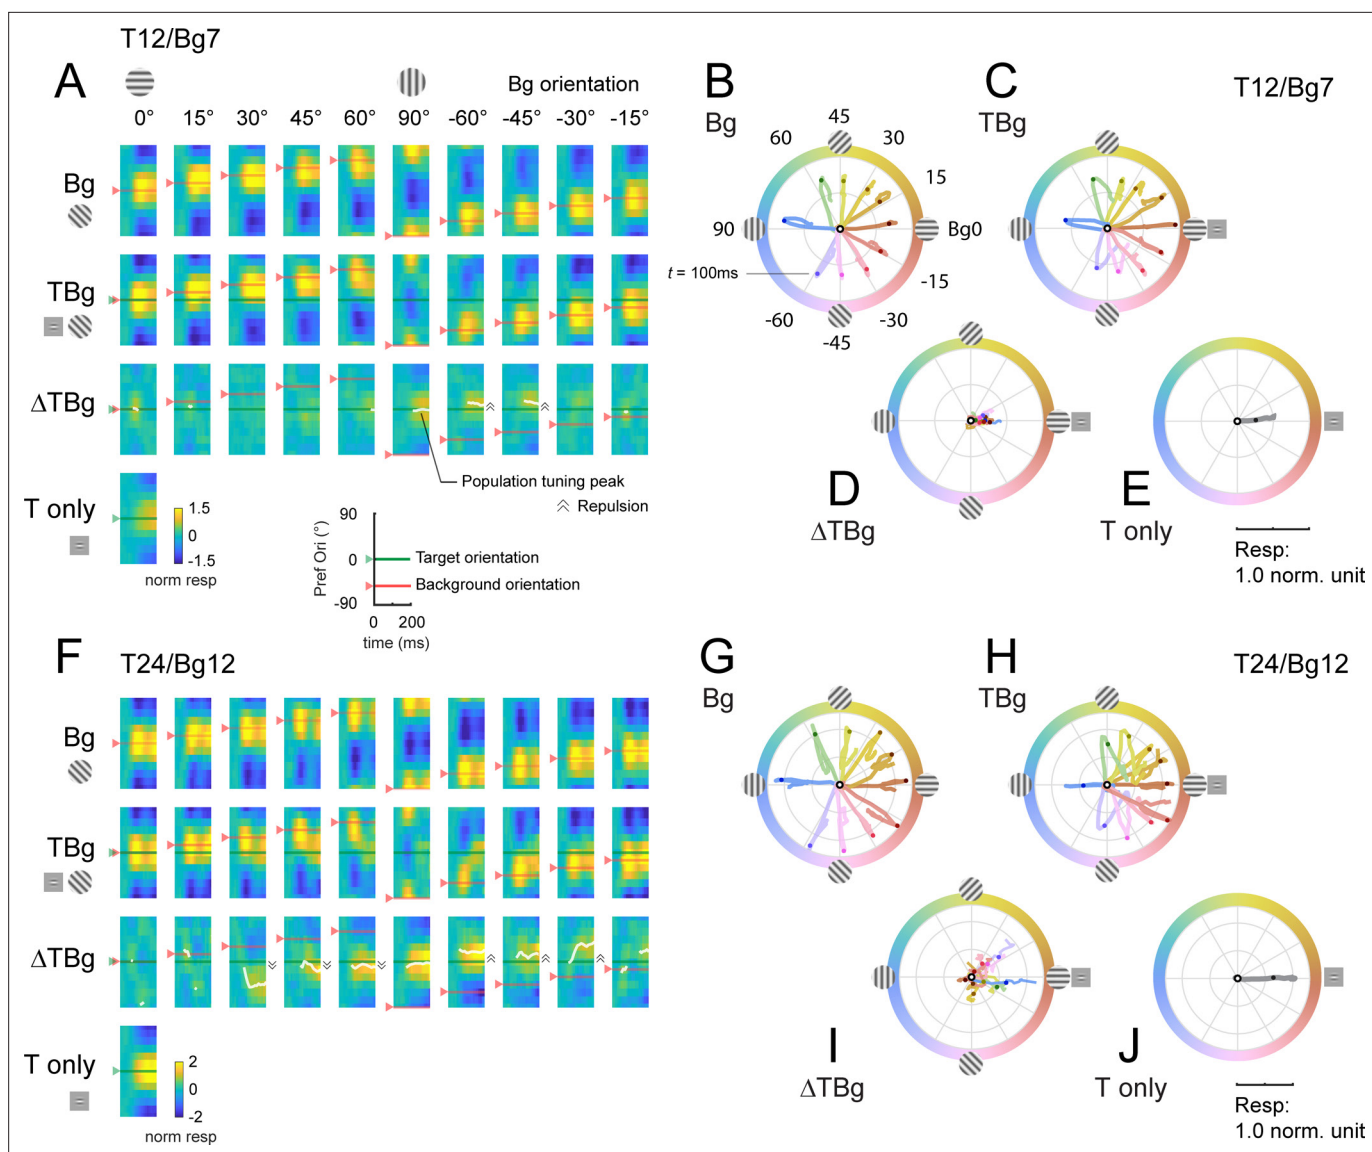 T12/Bg7
A
Bg orientation
0° 15° 30° 45° 60° 90° -60° -45° -30° -15°
Bg
TBg
ΔTBg
Population tuning peak
Repulsion
T only
1.5
0
-1.5
norm resp
90
0
-90
Pref Ori (°)
0 200
time (ms)
Target orientation
Background orientation
B
Bg
45
60 30
15
90 Bg0
t = 100ms
-15
-60 -30
-45
C
TBg
T12/Bg7
D
ΔTBg
E
T only
Resp:
1.0 norm. unit
F
T24/Bg12
Bg
TBg
ΔTBg
T only
2
0
-2
norm resp
G
Bg
H
TBg
T24/Bg12
I
ΔTBg
J
T only
Resp:
1.0 norm. unit